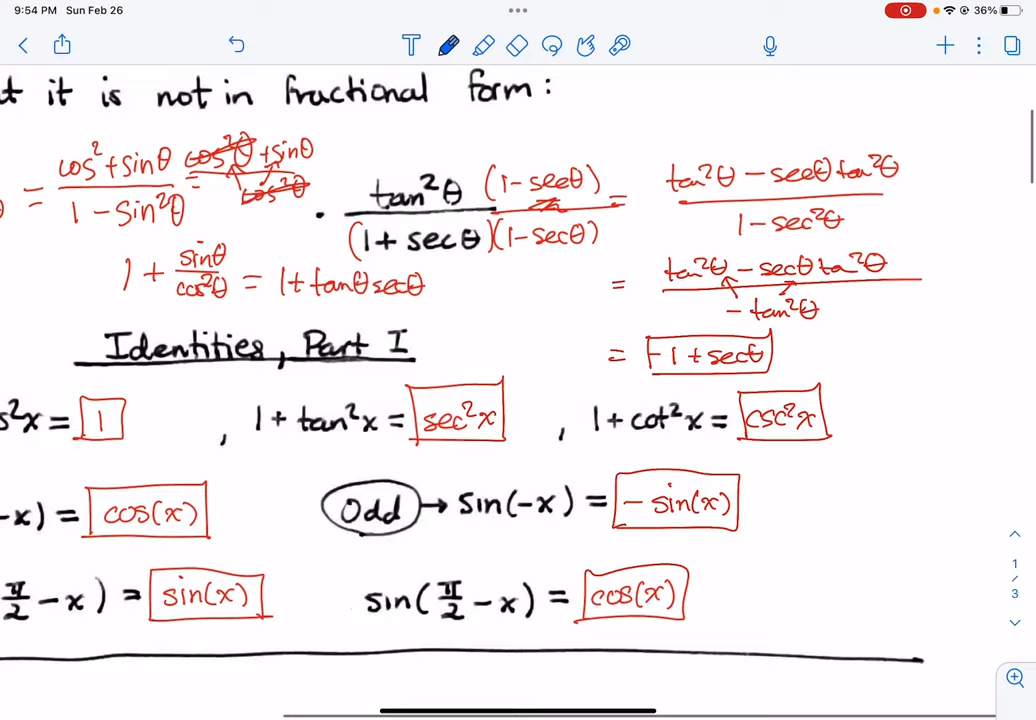 9:54 PM Sun Feb 26
36%
t it is not in fractional form:
θ = (cos² + sinθ)/(1 - sin²θ) = (cos²θ + sinθ)/(cos²θ)
1 + sinθ/cos²θ = 1 + tanθ secθ
· tan²θ (1 - secθ)/((1 + secθ)(1 - secθ)) = (tan²θ - secθ tan²θ)/(1 - sec²θ)
= (tan²θ - secθ ta²θ)/(- tan²θ)
= -1 + secθ
Identities, Part I
s²x = 1 , 1 + tan²x = sec²x , 1 + cot²x = csc²x
-x) = cos(x) Odd → sin(-x) = - sin(x)
π/2 - x) = sin(x) sin(π/2 - x) = cos(x)
1
/
3